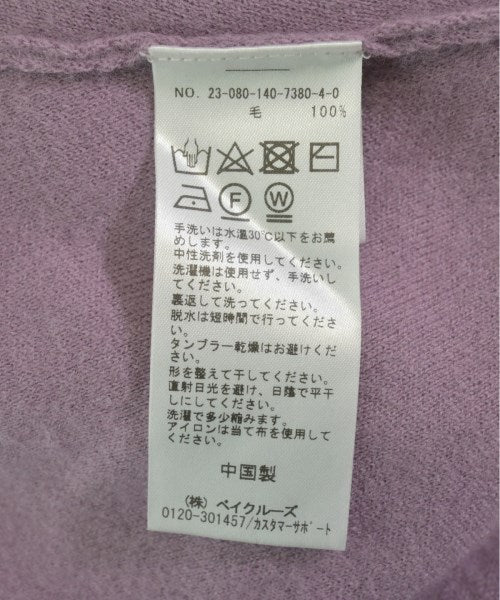 NO. 23-080-140-7380-4-0
毛 100%
F
W
手洗いは水温30℃以下をお薦
めします。
中性洗剤を使用してください。
洗濯機は使用せず、手洗いし
てください。
裏返して洗ってください。
脱水は短時間で行ってくださ
い。
タンブラー乾燥はお避けくだ
さい。
形を整えて干してください。
直射日光を避け、日陰で平干
しにしてください。
洗濯で多少縮みます。
アイロンは当て布を使用して
ください。
中国製
(株) ベイクルーズ
0120-301457/カスタマーサポート